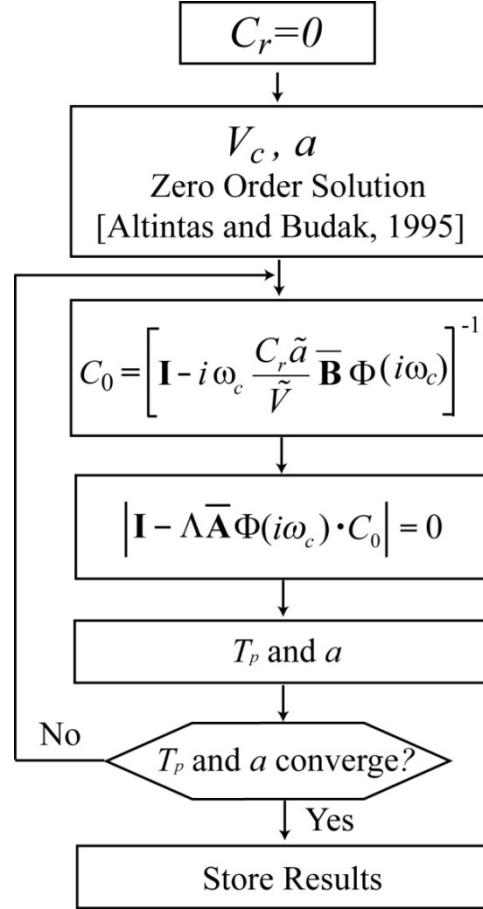 C_r=0
V_c, a
Zero Order Solution
[Altintas and Budak, 1995]
C_0 = [I - i ω_c (C_r ã / Ṽ) B̄ Φ(iω_c)]^-1
|I - Λ Ā Φ(iω_c) · C_0| = 0
T_p and a
No
T_p and a converge?
Yes
Store Results